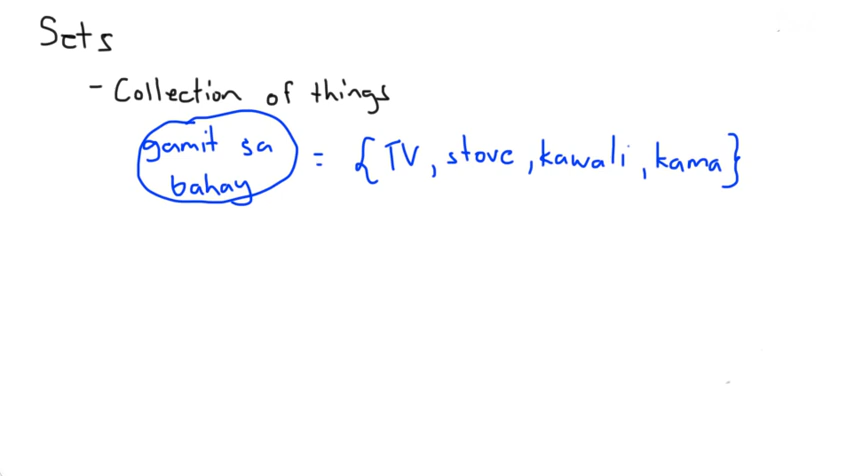 Sets
- Collection of things
gamit sa
bahay = {TV, stove, kawali, kama}